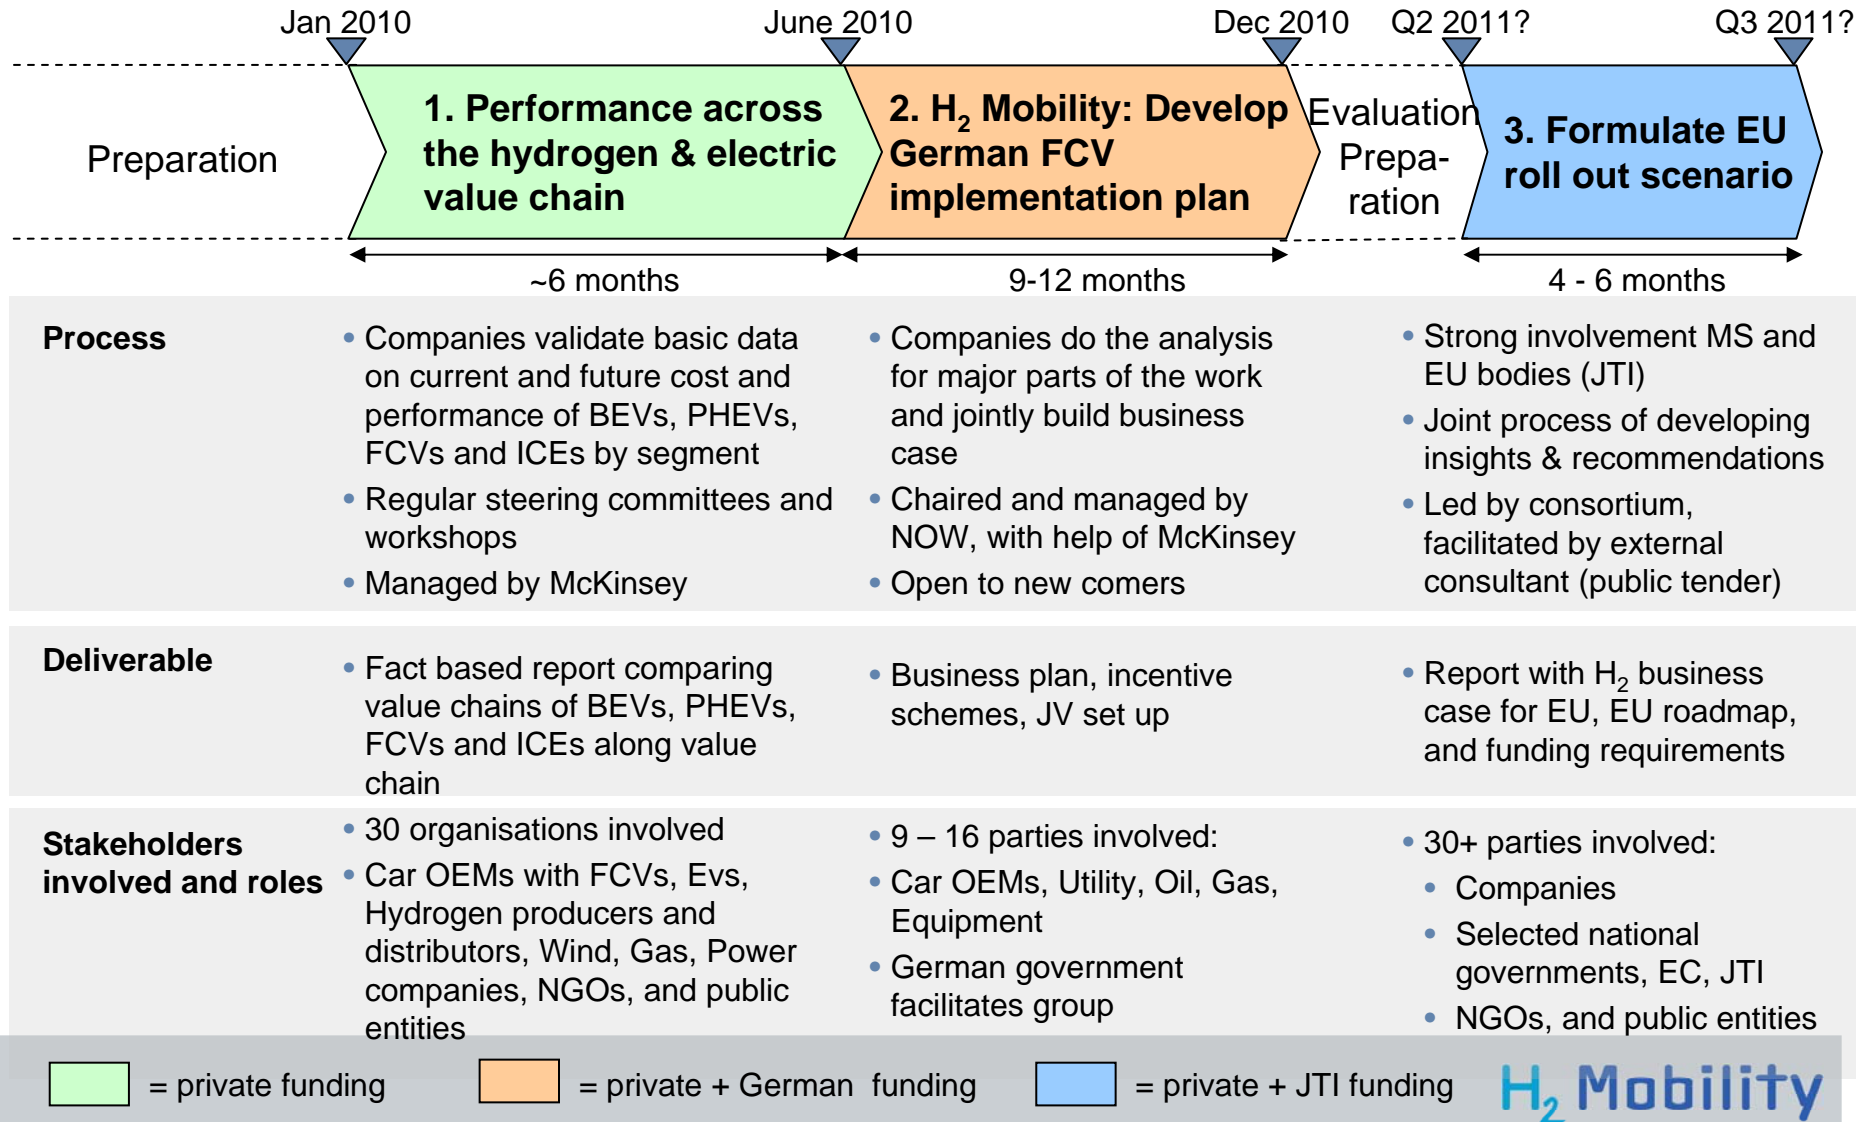 Jan 2010
June 2010
Dec 2010
Q2 2011?
Q3 2011?
Preparation
1. Performance across
the hydrogen & electric
value chain
2. H2 Mobility: Develop
German FCV
implementation plan
Evaluation
Prepa-
ration
3. Formulate EU
roll out scenario
~6 months
9-12 months
4 - 6 months
Process
• Companies validate basic data
on current and future cost and
performance of BEVs, PHEVs,
FCVs and ICEs by segment
• Regular steering committees and
workshops
• Managed by McKinsey
• Companies do the analysis
for major parts of the work
and jointly build business
case
• Chaired and managed by
NOW, with help of McKinsey
• Open to new comers
• Strong involvement MS and
EU bodies (JTI)
• Joint process of developing
insights & recommendations
• Led by consortium,
facilitated by external
consultant (public tender)
Deliverable
• Fact based report comparing
value chains of BEVs, PHEVs,
FCVs and ICEs along value
chain
• Business plan, incentive
schemes, JV set up
• Report with H2 business
case for EU, EU roadmap,
and funding requirements
Stakeholders
involved and roles
• 30 organisations involved
• Car OEMs with FCVs, Evs,
Hydrogen producers and
distributors, Wind, Gas, Power
companies, NGOs, and public
entities
• 9 – 16 parties involved:
• Car OEMs, Utility, Oil, Gas,
Equipment
• German government
facilitates group
• 30+ parties involved:
• Companies
• Selected national
governments, EC, JTI
• NGOs, and public entities
= private funding
= private + German funding
= private + JTI funding
H2 Mobility